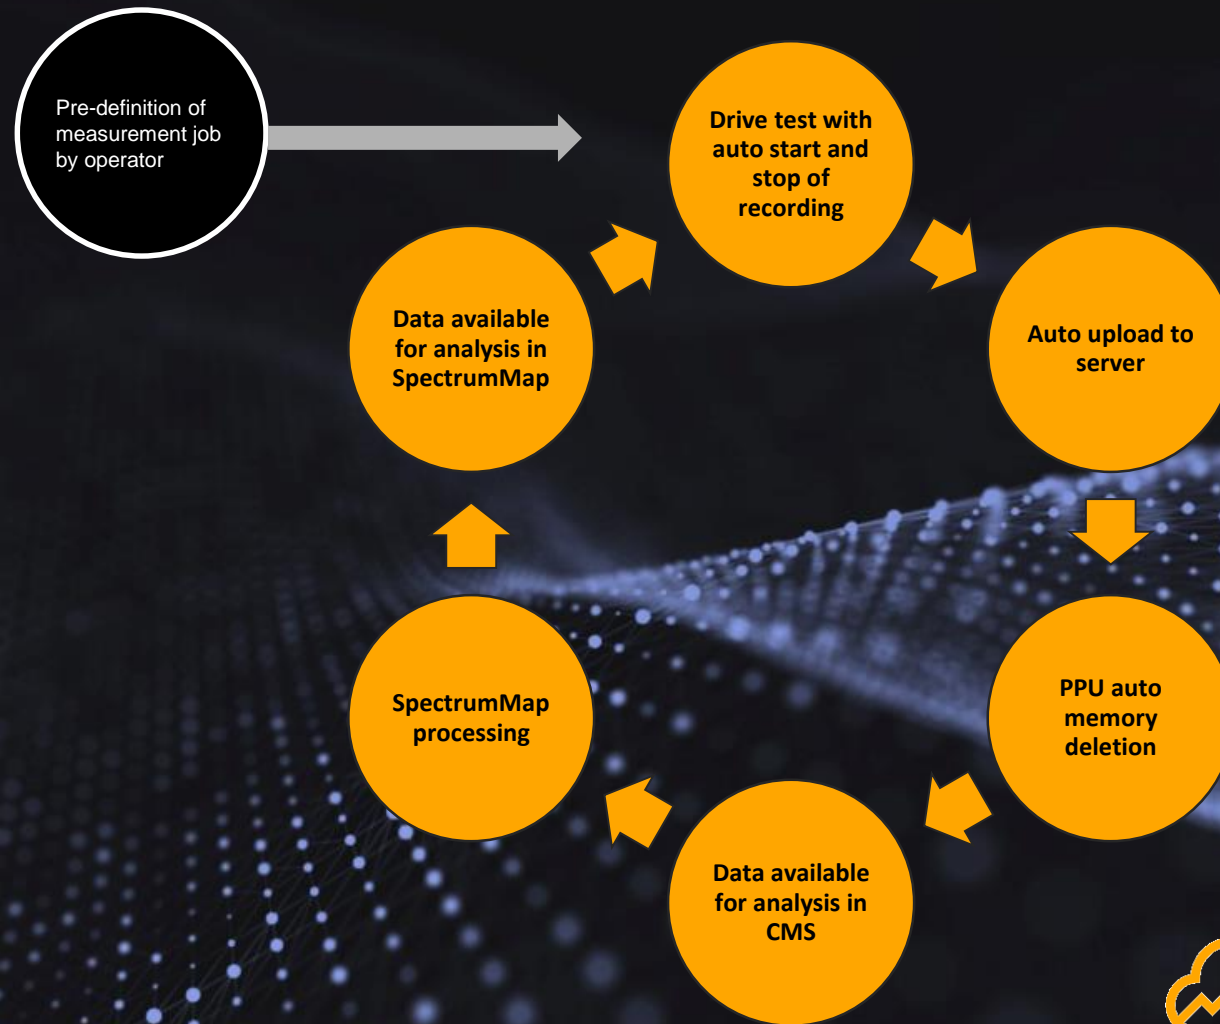 Pre-definition of
measurement job
by operator
Drive test with
auto start and
stop of
recording
Auto upload to
server
PPU auto
memory
deletion
Data available
for analysis in
CMS
SpectrumMap
processing
Data available
for analysis in
SpectrumMap